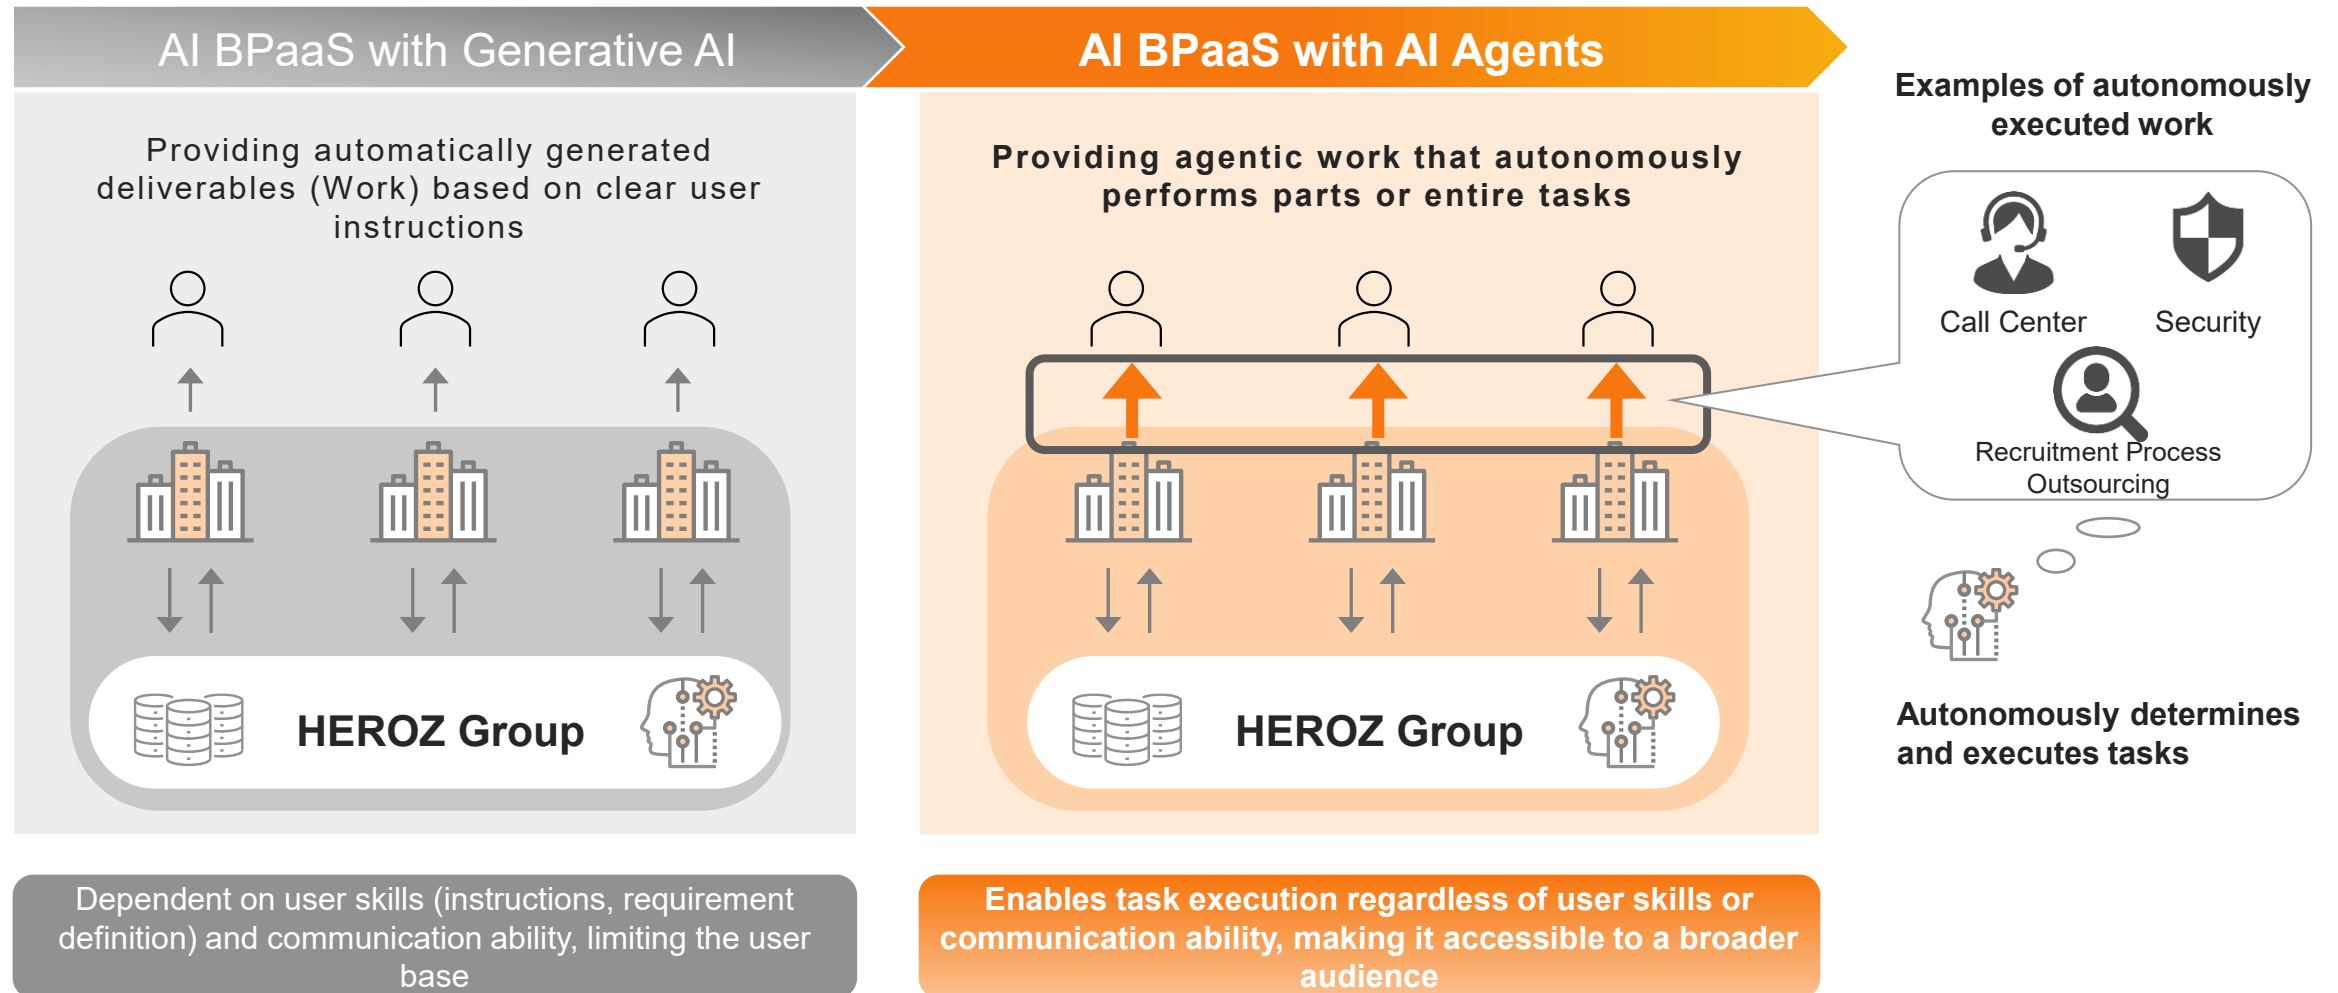 AI BPaaS with Generative AI
AI BPaaS with AI Agents
Providing automatically generated
deliverables (Work) based on clear user
instructions
HEROZ Group
Dependent on user skills (instructions, requirement
definition) and communication ability, limiting the user
base
Providing agentic work that autonomously
performs parts or entire tasks
HEROZ Group
Enables task execution regardless of user skills or
communication ability, making it accessible to a broader
audience
Examples of autonomously
executed work
Call Center
Security
Recruitment Process
Outsourcing
Autonomously determines
and executes tasks